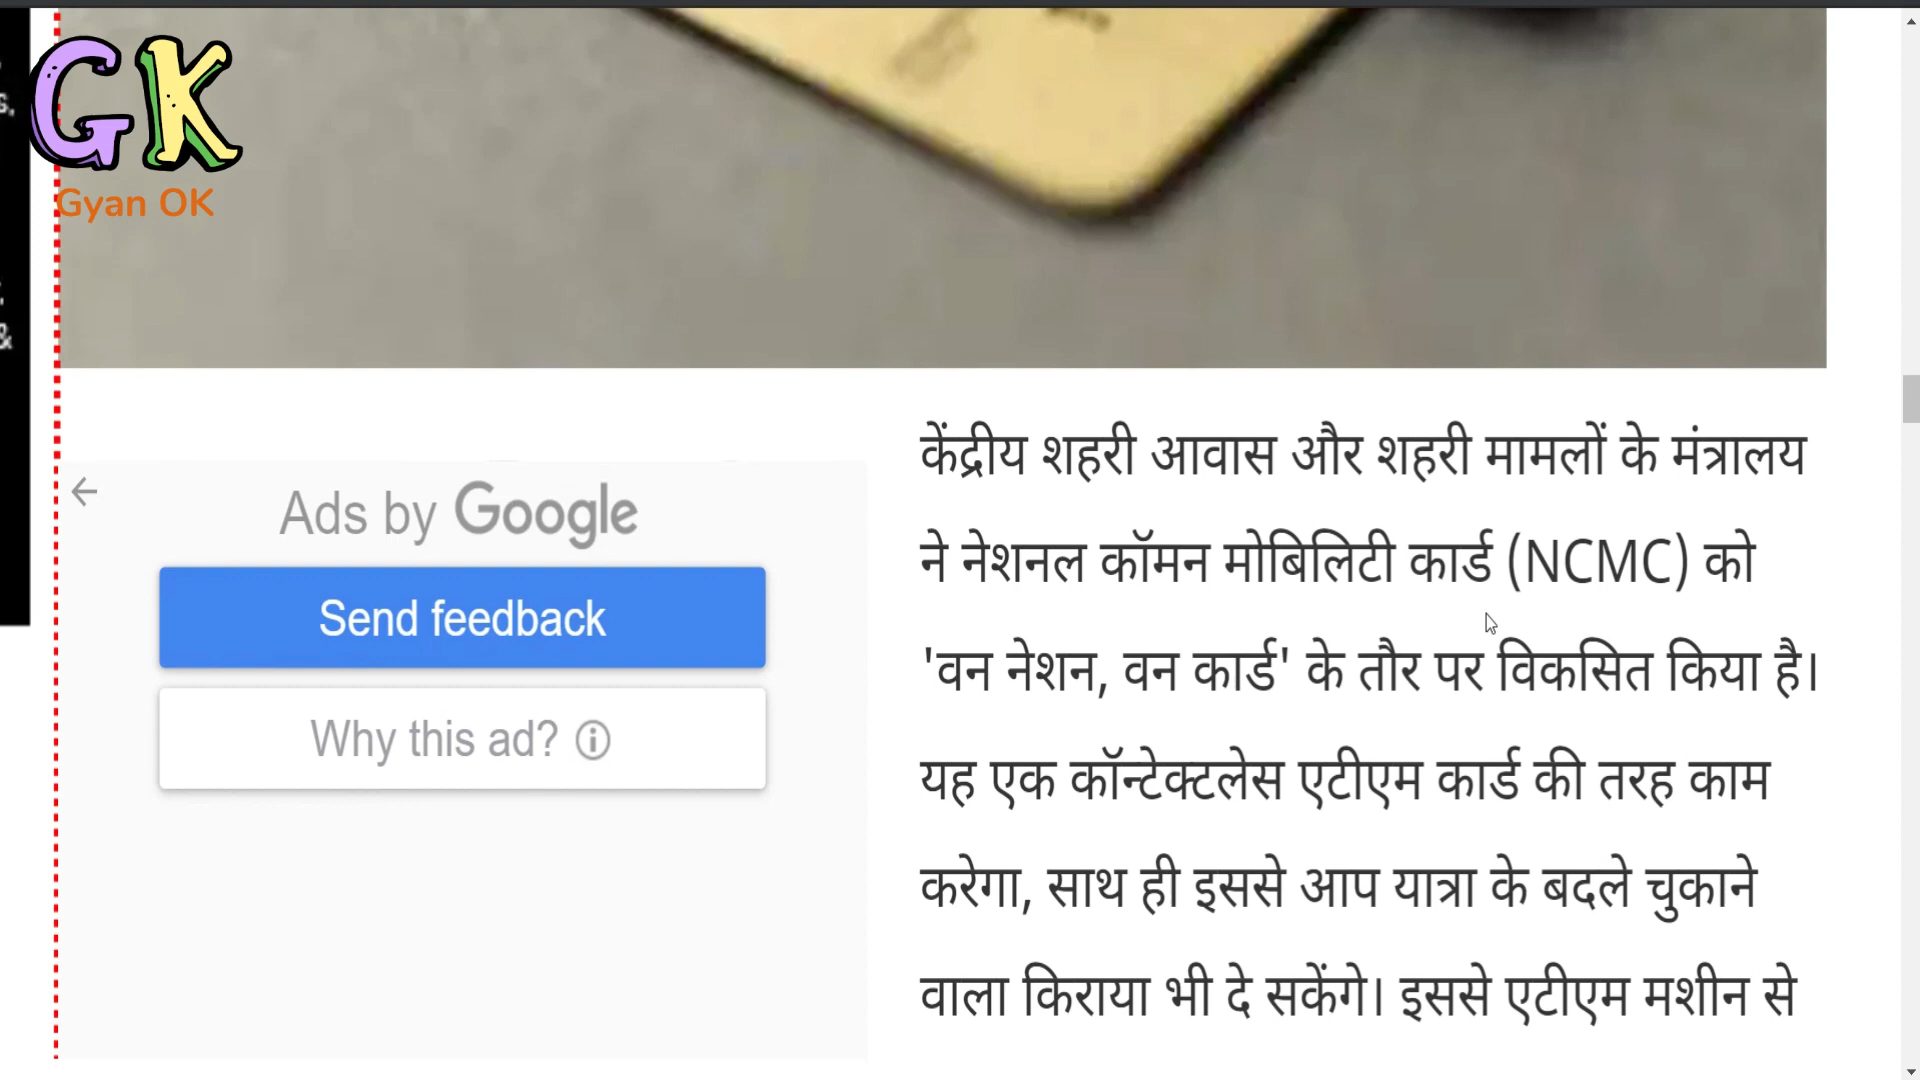 GK
Gyan OK
s,
&
Ads by Google
Send feedback
Why this ad?
केंद्रीय शहरी आवास और शहरी मामलों के मंत्रालय
ने नेशनल कॉमन मोबिलिटी कार्ड (NCMC) को
'वन नेशन, वन कार्ड' के तौर पर विकसित किया है।
यह एक कॉन्टेक्टलेस एटीएम कार्ड की तरह काम
करेगा, साथ ही इससे आप यात्रा के बदले चुकाने
वाला किराया भी दे सकेंगे। इससे एटीएम मशीन से